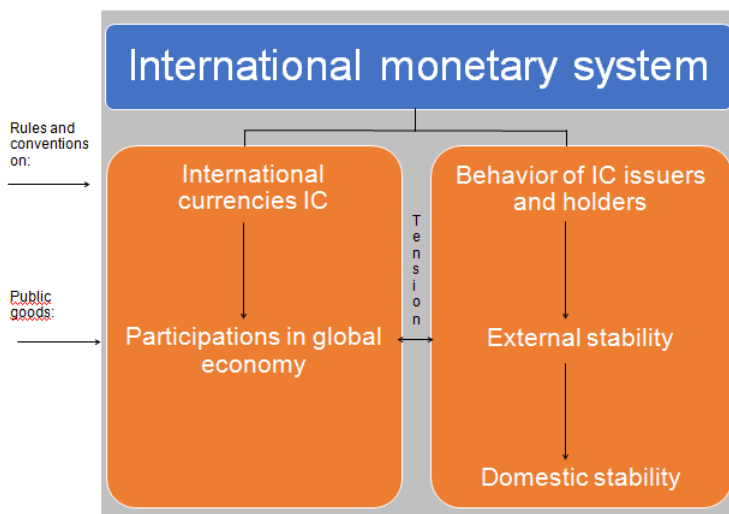 International monetary system
Rules and
conventions
on:
International
currencies IC
Behavior of IC issuers
and holders
Tension
Public
goods:
Participations in global
economy
External stability
Domestic stability